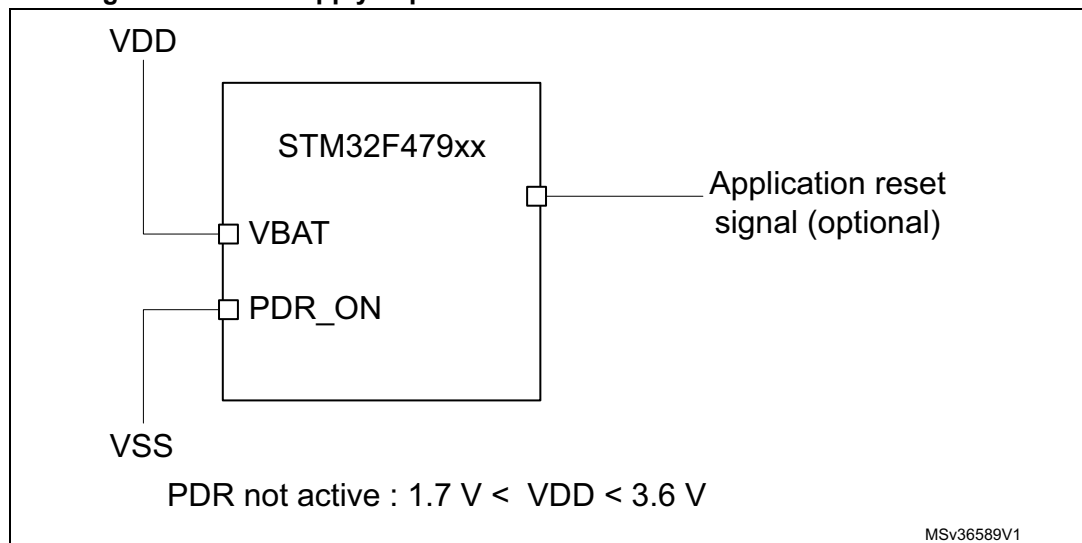 VDD
STM32F479xx
Application reset
signal (optional)
VBAT
PDR_ON
VSS
PDR not active : 1.7 V < VDD < 3.6 V
MSv36589V1